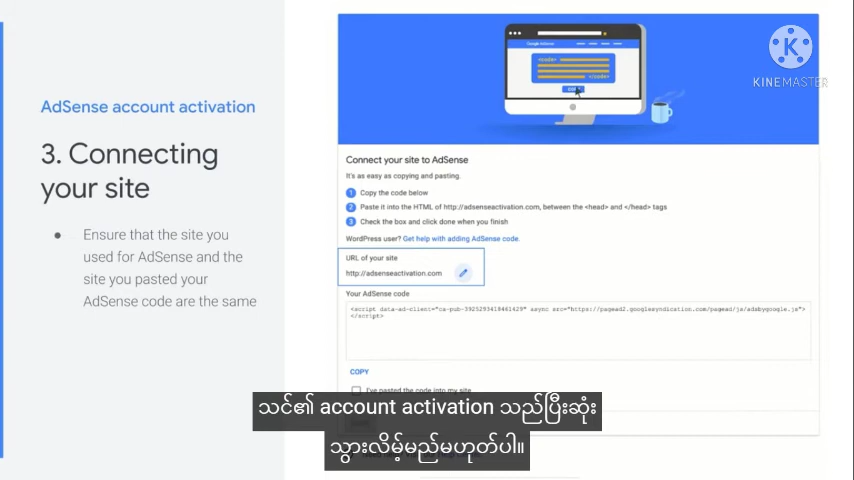 KINEMASTER
Google AdSense
<code>
</code>
AdSense account activation
3. Connecting
your site
● Ensure that the site you
used for AdSense and the
site you pasted your
AdSense code are the same
Connect your site to AdSense
It's as easy as copying and pasting.
1 Copy the code below
2 Paste it into the HTML of http://adsenseactivation.com, between the <head> and </head> tags
3 Check the box and click done when you finish
WordPress user? Get help with adding AdSense code.
URL of your site
http://adsenseactivation.com
Your AdSense code
<script data-ad-client="ca-pub-3925293418461429" async src="https://pagead2.googlesyndication.com/pagead/js/adsbygoogle.js">
</script>
COPY
I've pasted the code into my site
သင်၏ account activation သည်ပြီးဆုံး
သွားလိမ့်မည်မဟုတ်ပါ။